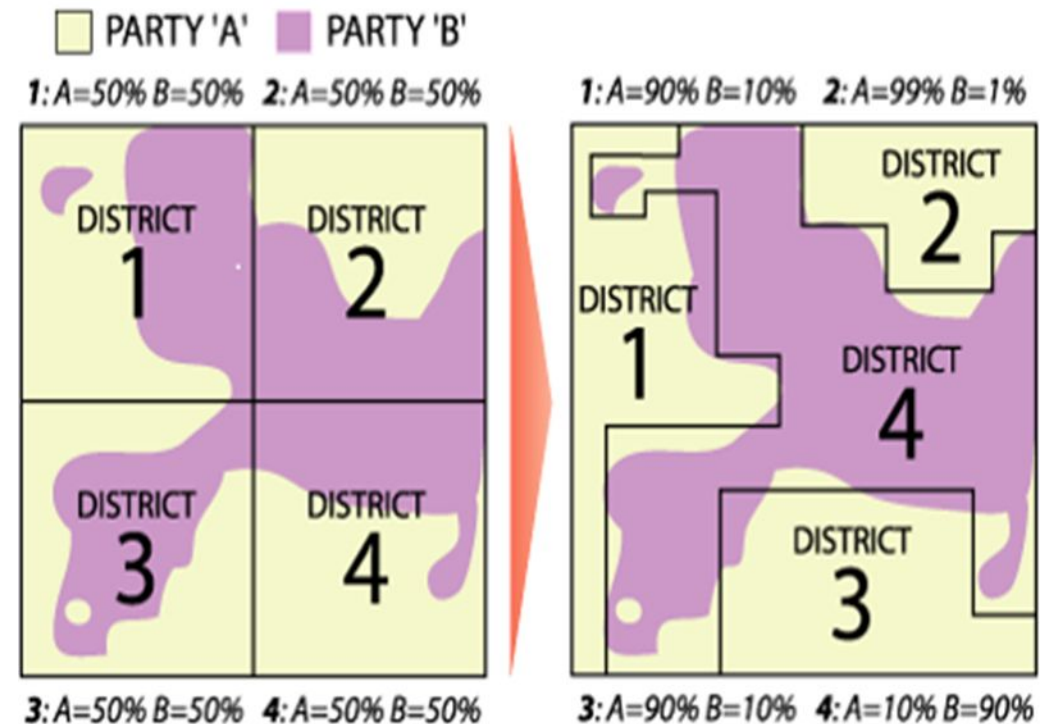 PARTY 'A' PARTY 'B'
1: A=50% B=50% 2: A=50% B=50%
DISTRICT
1
DISTRICT
2
DISTRICT
3
DISTRICT
4
3: A=50% B=50% 4: A=50% B=50%
1: A=90% B=10% 2: A=99% B=1%
DISTRICT
2
DISTRICT
1
DISTRICT
4
DISTRICT
3
3: A=90% B=10% 4: A=10% B=90%